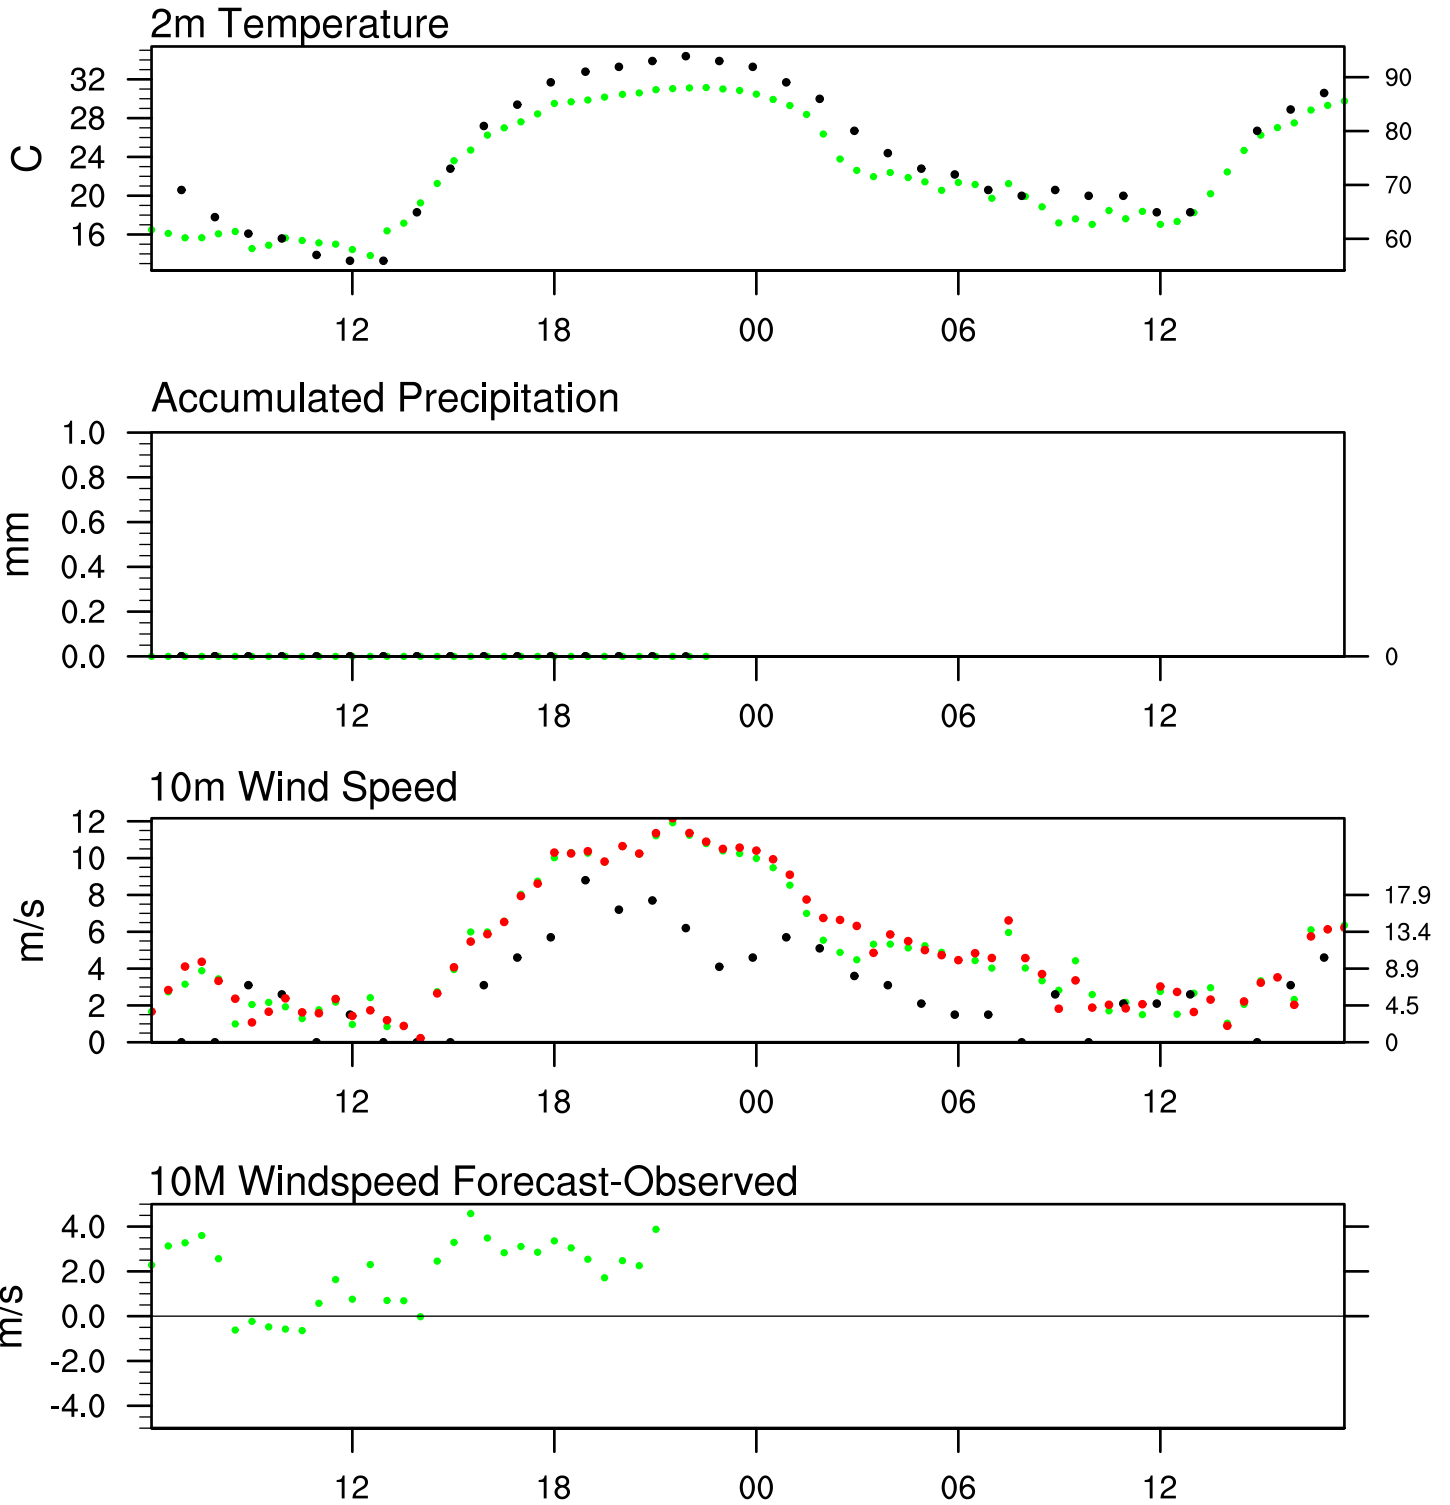 2m Temperature
C
32
28
24
20
16
90
80
70
60
12 18 00 06 12
Accumulated Precipitation
mm
1.0
0.8
0.6
0.4
0.2
0.0
0
12 18 00 06 12
10m Wind Speed
m/s
12
10
8
6
4
2
0
17.9
13.4
8.9
4.5
0
12 18 00 06 12
10M Windspeed Forecast-Observed
m/s
4.0
2.0
0.0
-2.0
-4.0
12 18 00 06 12